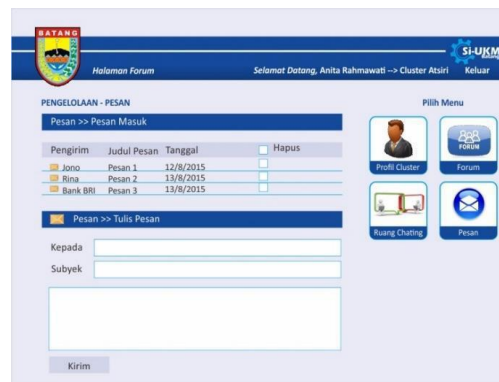 BATANG
Si-UKM
Batang
Halaman Forum
Selamat Datang, Anita Rahmawati --> Cluster Atsiri
Keluar
PENGELOLAAN - PESAN
Pilih Menu
Pesan >> Pesan Masuk
Pengirim Judul Pesan Tanggal Hapus
Jono Pesan 1 12/8/2015
Rina Pesan 2 13/8/2015
Bank BRI Pesan 3 13/8/2015
FORUM
Profil Cluster
Forum
Pesan >> Tulis Pesan
Kepada
Subyek
Ruang Chating
Pesan
Kirim